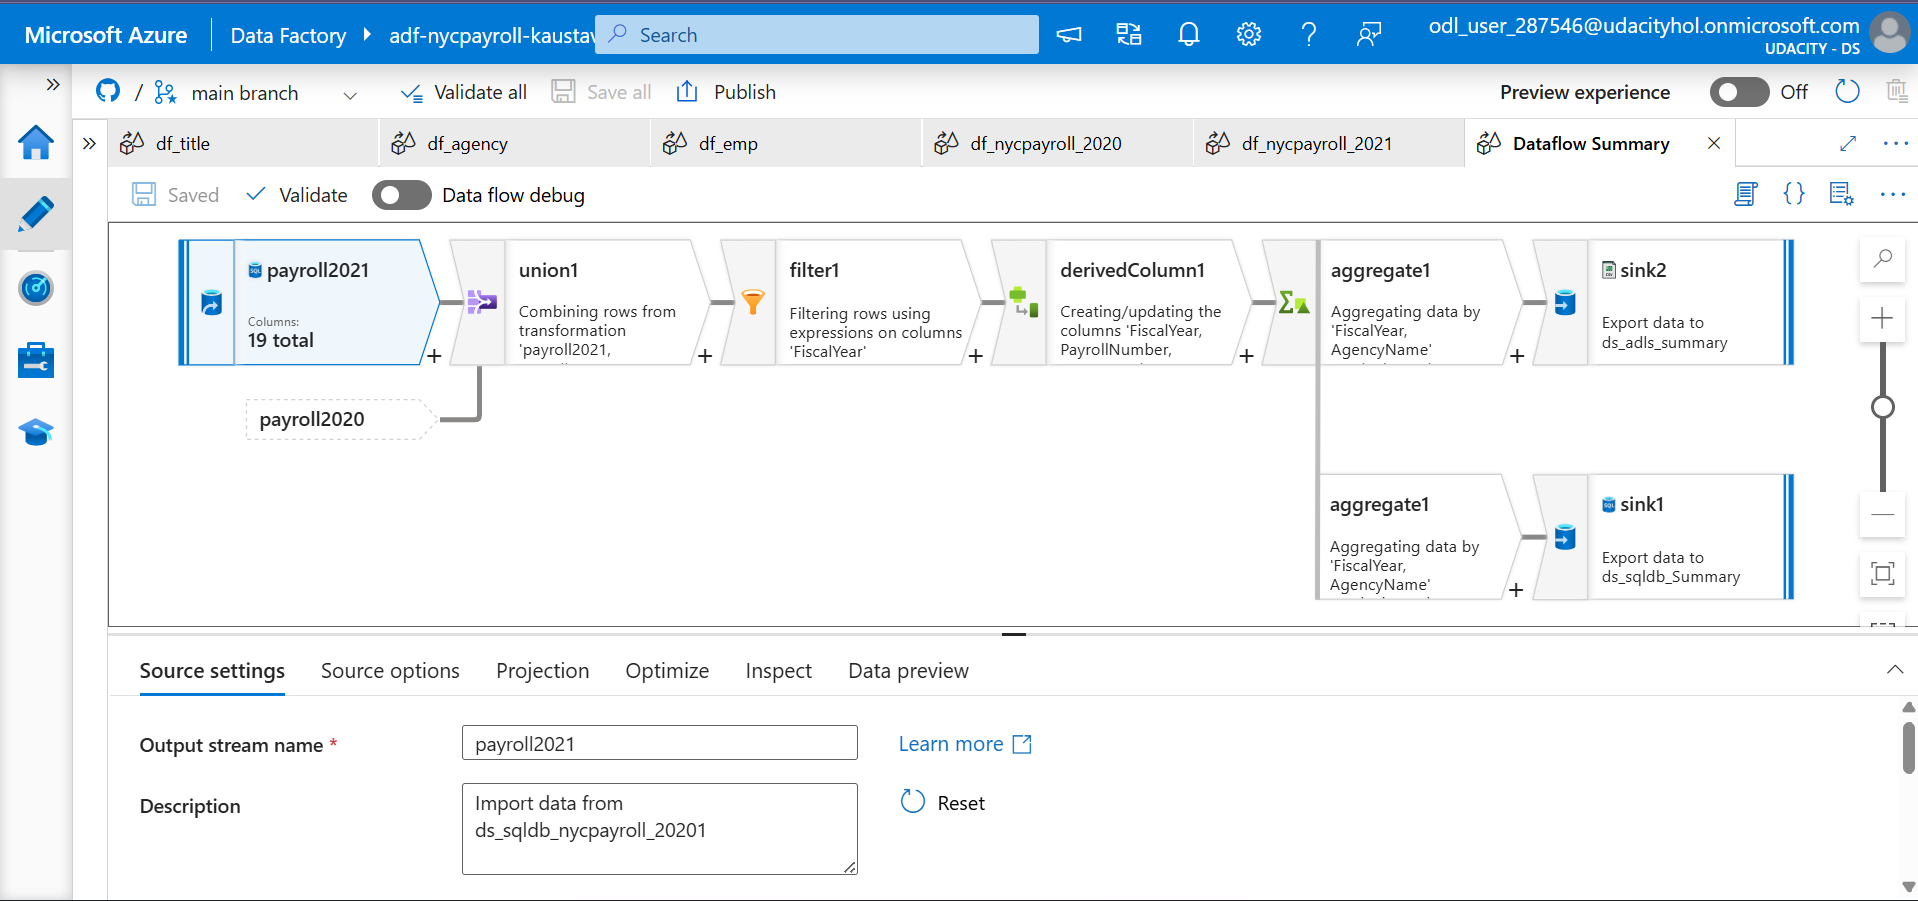 Microsoft Azure
Data Factory
adf-nycpayroll-kaustav
Search
odl_user_287546@udacityhol.onmicrosoft.com
UDACITY - DS
/
main branch
Validate all
Save all
Publish
Preview experience
Off
df_title
df_agency
df_emp
df_nycpayroll_2020
df_nycpayroll_2021
Dataflow Summary
Saved
Validate
Data flow debug
payroll2021
Columns:
19 total
union1
Combining rows from
transformation
'payroll2021,
filter1
Filtering rows using
expressions on columns
'FiscalYear'
derivedColumn1
Creating/updating the
columns 'FiscalYear,
PayrollNumber,
aggregate1
Aggregating data by
'FiscalYear,
AgencyName'
sink2
Export data to
ds_adls_summary
payroll2020
aggregate1
Aggregating data by
'FiscalYear,
AgencyName'
sink1
Export data to
ds_sqldb_Summary
Source settings
Source options
Projection
Optimize
Inspect
Data preview
Output stream name *
payroll2021
Learn more
Description
Import data from
ds_sqldb_nycpayroll_20201
Reset